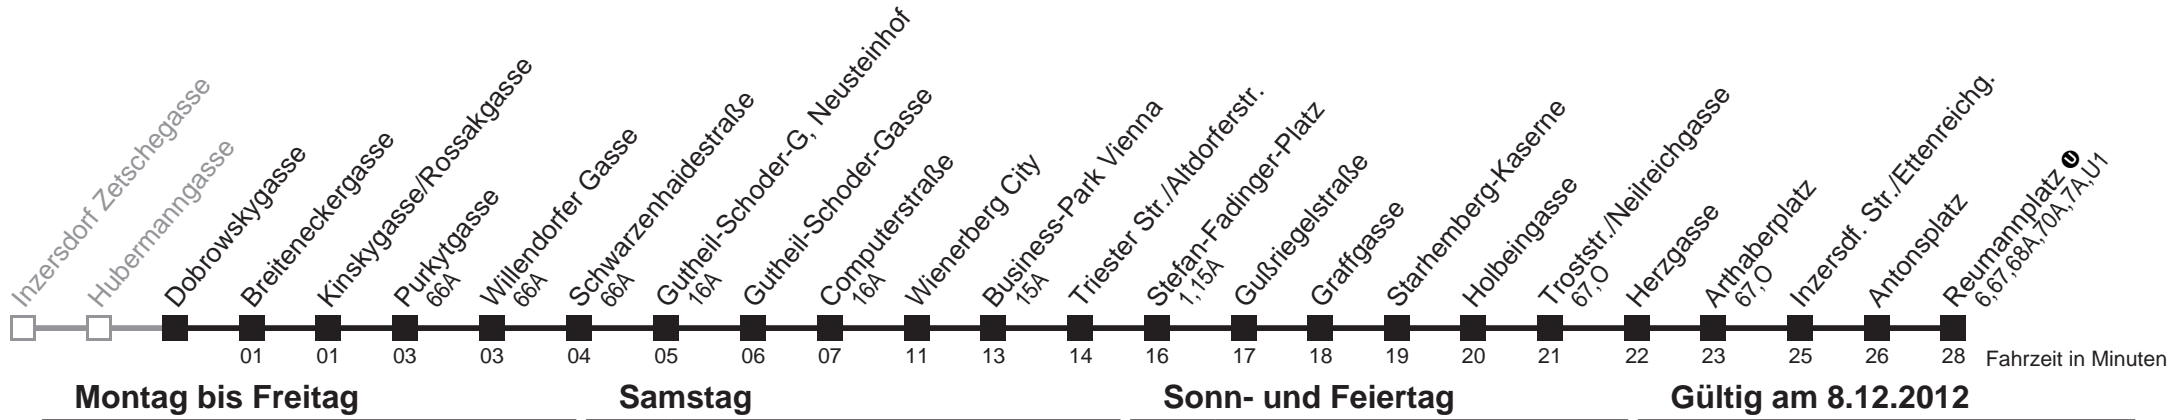 Inzersdorf Zetschegasse
Hubermanngasse
Dobrowskygasse
Breiteneckergasse
Kinskygasse/Rossakgasse
Purkytgasse
66A
Willendorfer Gasse
66A
Schwarzenhaidestraße
66A
Gutheil-Schoder-G, Neusteinhof
16A
Gutheil-Schoder-Gasse
Computerstraße
16A
Wienerberg City
Business-Park Vienna
15A
Triester Str./Altdorferstr.
Stefan-Fadinger-Platz
1,15A
Gußriegelstraße
Graffgasse
Starhemberg-Kaserne
Holbeingasse
Troststr./Neilreichgasse
67,O
Herzgasse
Arthaberplatz
67,O
Inzersdf. Str./Ettenreichg.
Antonsplatz
Reumannplatz U
6,67,68A,70A,7A,U1
01 01 03 03 04 05 06 07 11 13 14 16 17 18 19 20 21 22 23 25 26 28 Fahrzeit in Minuten
Montag bis Freitag Samstag Sonn- und Feiertag Gültig am 8.12.2012